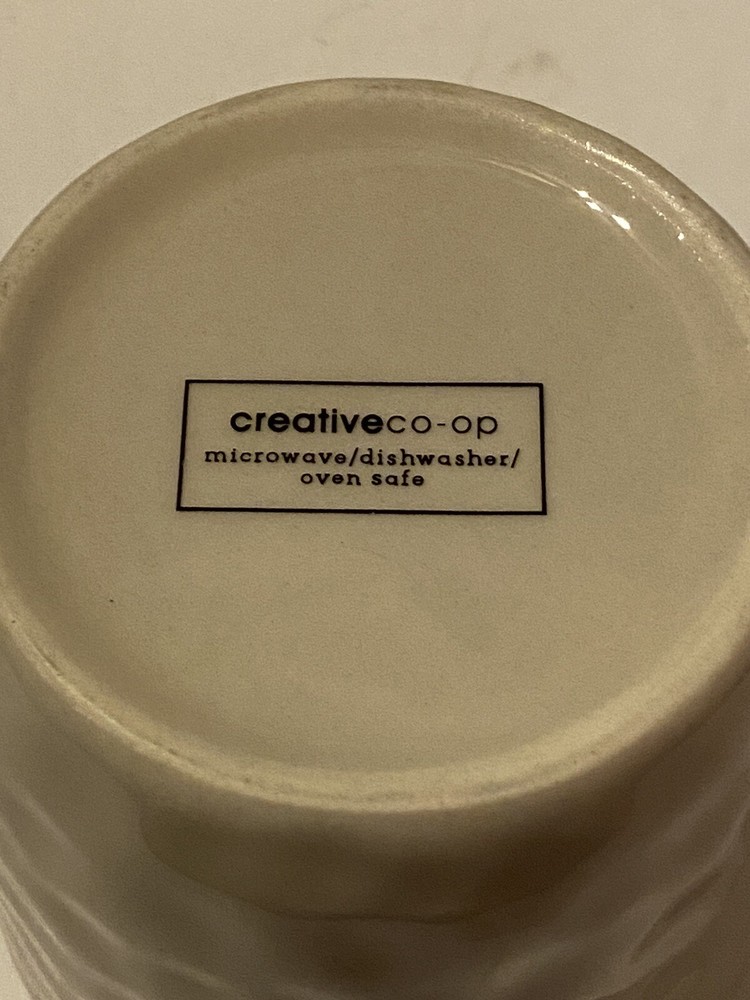 creativeco-op
microwave/dishwasher/
oven safe